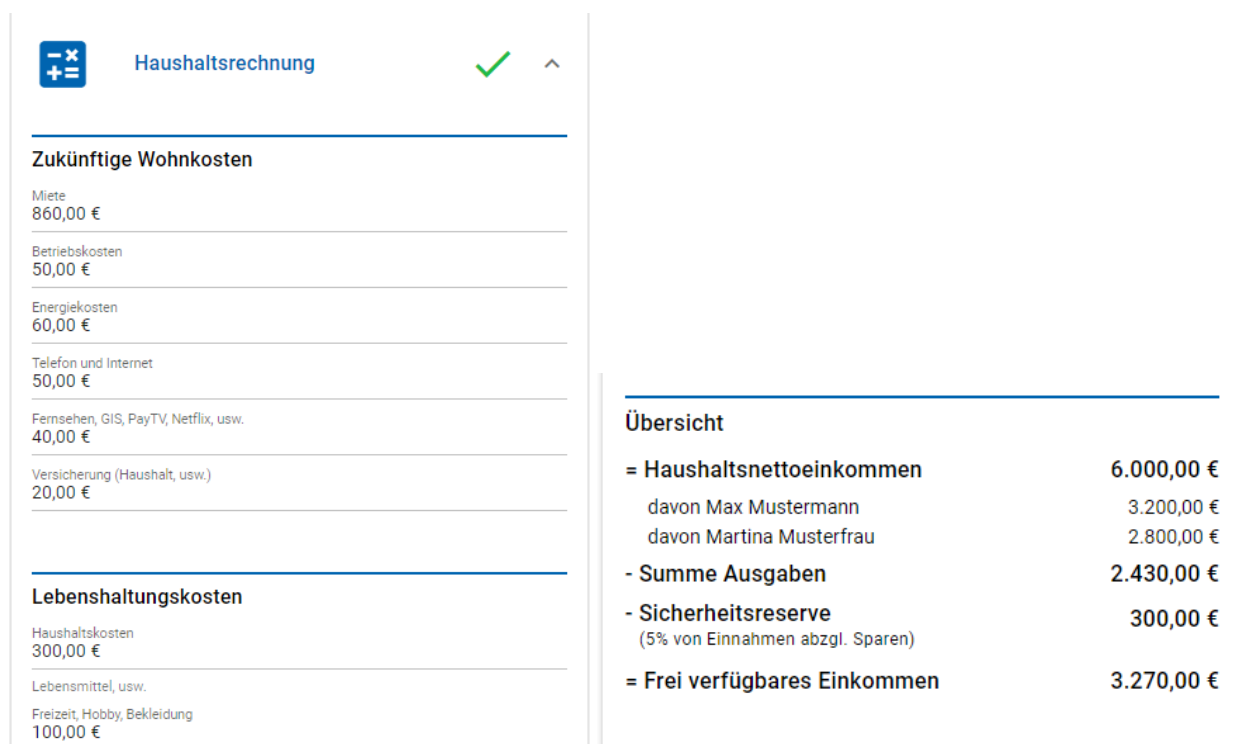 Haushaltsrechnung
Zukünftige Wohnkosten
Miete
860,00 €
Betriebskosten
50,00 €
Energiekosten
60,00 €
Telefon und Internet
50,00 €
Fernsehen, GIS, PayTV, Netflix, usw.
40,00 €
Versicherung (Haushalt, usw.)
20,00 €
Lebenshaltungskosten
Haushaltskosten
300,00 €
Lebensmittel, usw.
Freizeit, Hobby, Bekleidung
100,00 €
Übersicht
= Haushaltsnettoeinkommen 6.000,00 €
davon Max Mustermann 3.200,00 €
davon Martina Musterfrau 2.800,00 €
- Summe Ausgaben 2.430,00 €
- Sicherheitsreserve 300,00 €
(5% von Einnahmen abzgl. Sparen)
= Frei verfügbares Einkommen 3.270,00 €